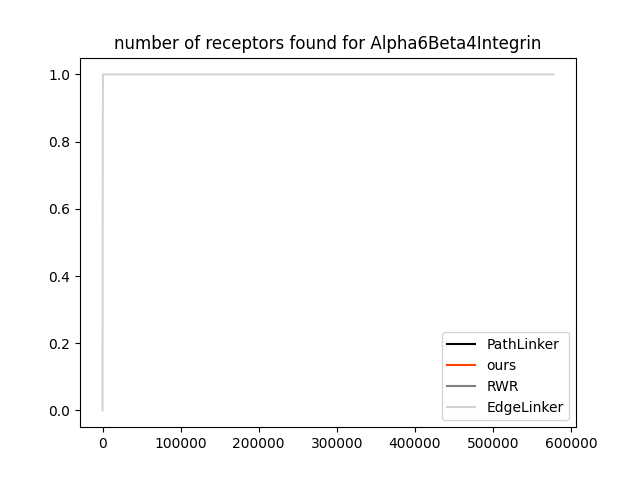 number of receptors found for Alpha6Beta4Integrin
1.0
0.8
0.6
0.4
0.2
0.0
PathLinker
ours
RWR
EdgeLinker
0 100000 200000 300000 400000 500000 600000